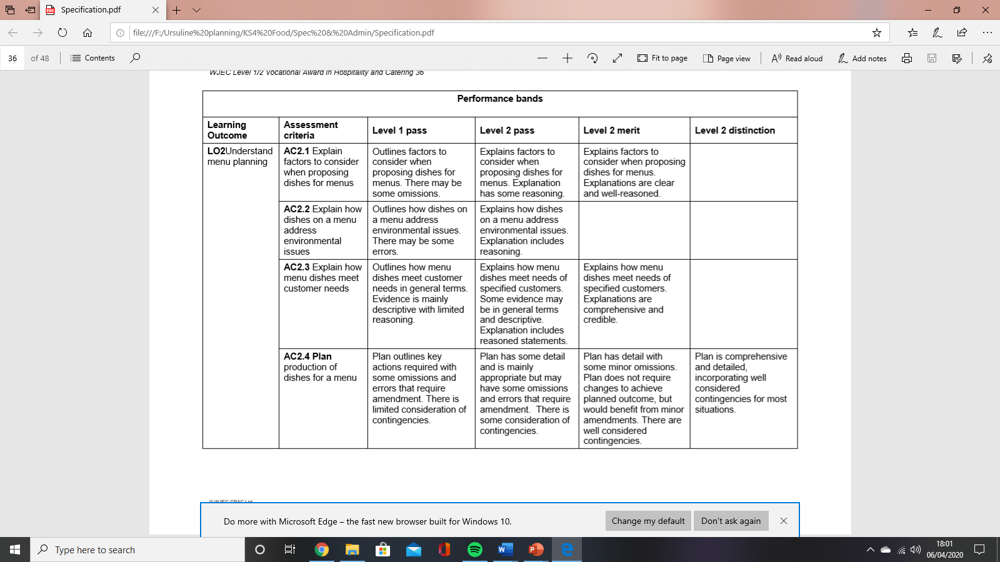 Specification.pdf
file:///F:/Ursuline%20planning/KS4%20Food/Spec%20&%20Admin/Specification.pdf
36 of 48 Contents Fit to page Page view Read aloud Add notes
WJEC Level 1/2 Vocational Award in Hospitality and Catering 36
Performance bands
Learning
Outcome
Assessment
criteria
Level 1 pass
Level 2 pass
Level 2 merit
Level 2 distinction
LO2Understand
menu planning
AC2.1 Explain
factors to consider
when proposing
dishes for menus
Outlines factors to
consider when
proposing dishes for
menus. There may be
some omissions.
Explains factors to
consider when
proposing dishes for
menus. Explanation
has some reasoning.
Explains factors to
consider when proposing
dishes for menus.
Explanations are clear
and well-reasoned.
AC2.2 Explain how
dishes on a menu
address
environmental
issues
Outlines how dishes on
a menu address
environmental issues.
There may be some
errors.
Explains how dishes
on a menu address
environmental issues.
Explanation includes
reasoning.
AC2.3 Explain how
menu dishes meet
customer needs
Outlines how menu
dishes meet customer
needs in general terms.
Evidence is mainly
descriptive with limited
reasoning.
Explains how menu
dishes meet needs of
specified customers.
Some evidence may
be in general terms
and descriptive.
Explanation includes
reasoned statements.
Explains how menu
dishes meet needs of
specified customers.
Explanations are
comprehensive and
credible.
AC2.4 Plan
production of
dishes for a menu
Plan outlines key
actions required with
some omissions and
errors that require
amendment. There is
limited consideration of
contingencies.
Plan has some detail
and is mainly
appropriate but may
have some omissions
and errors that require
amendment. There is
some consideration of
contingencies.
Plan has detail with
some minor omissions.
Plan does not require
changes to achieve
planned outcome, but
would benefit from minor
amendments. There are
well considered
contingencies.
Plan is comprehensive
and detailed,
incorporating well
considered
contingencies for most
situations.
© WJEC CBAC Ltd.
Do more with Microsoft Edge – the fast new browser built for Windows 10.
Change my default
Don't ask again
Type here to search
18:01
06/04/2020